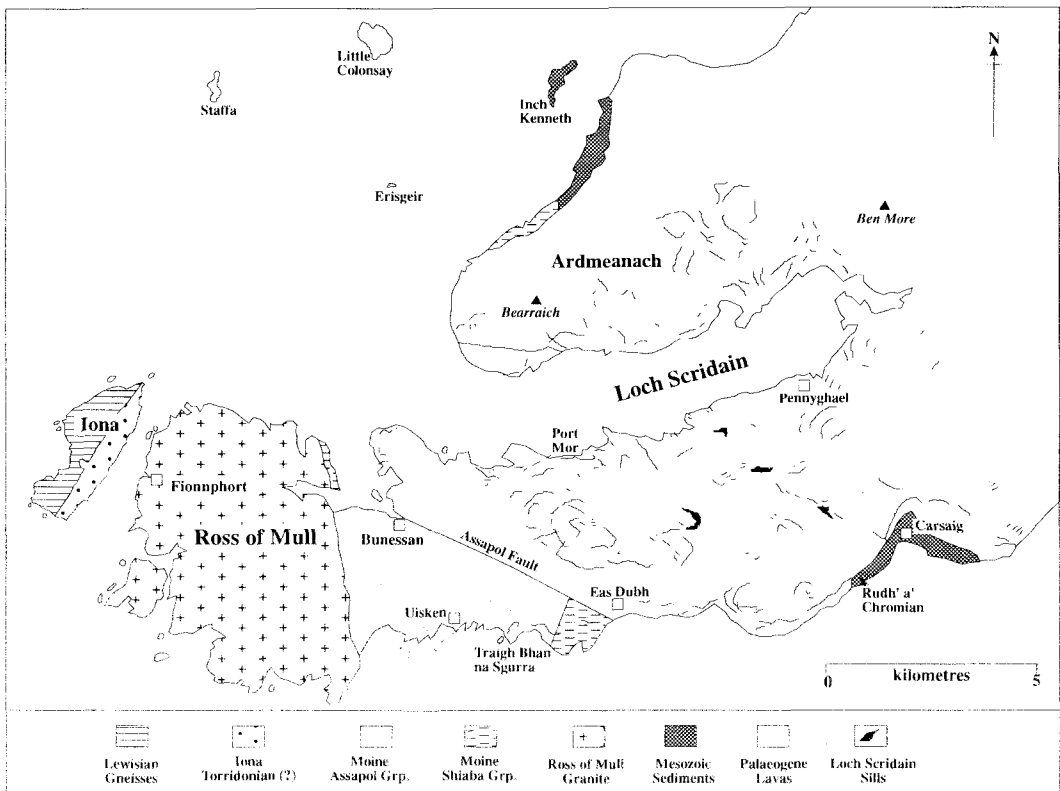 Little
Colonsay
N
Staffa
Inch
Kenneth
Erisgeir
Ben More
Ardmeanach
Bearraich
Loch Scridain
Pennyghael
Iona
Port
Mor
Fionnphort
Ross of Mull
Bunessan
Assapol Fault
Carsaig
Eas Dubh
Rudh' a'
Chromian
Uisken
Traigh Bhan
na Sgurra
0 kilometres 5
Lewisian
Gneisses
Iona
Torridonian (?)
Moine
Assapol Grp.
Moine
Shiaba Grp.
Ross of Mull
Granite
Mesozoic
Sediments
Palaeogene
Lavas
Loch Scridain
Sills